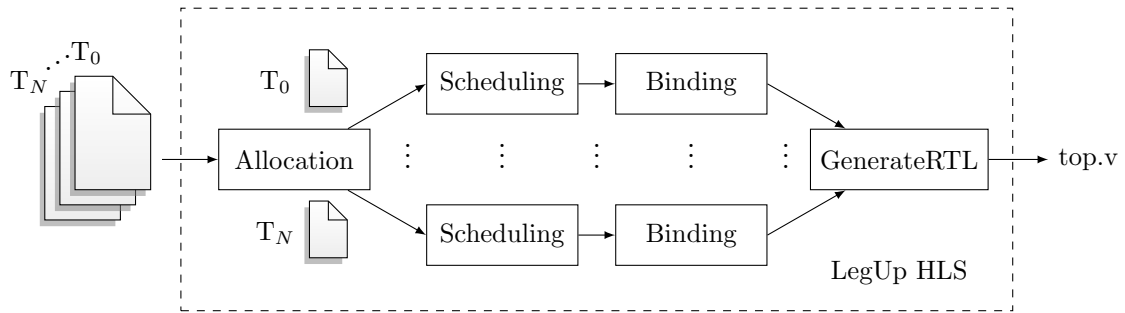 T_N ⋰ T_0
T_0
Scheduling
Binding
Allocation
⋮ ⋮ ⋮ ⋮ ⋮
GenerateRTL
top.v
T_N
Scheduling
Binding
LegUp HLS